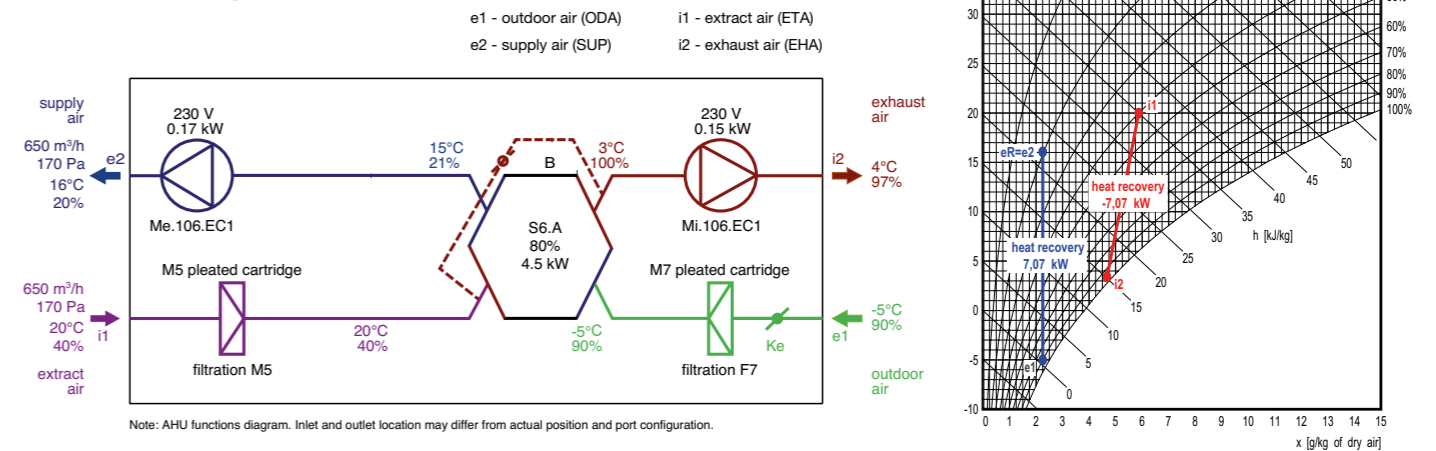 e1 - outdoor air (ODA)
i1 - extract air (ETA)
e2 - supply air (SUP)
i2 - exhaust air (EHA)
supply
air
650 m³/h
170 Pa
e2
16°C
20%
230 V
0.17 kW
Me.106.EC1
15°C
21%
B
3°C
100%
230 V
0.15 kW
Mi.106.EC1
exhaust
air
i2
4°C
97%
S6.A
80%
4.5 kW
M5 pleated cartridge
M7 pleated cartridge
650 m³/h
170 Pa
20°C
40%
i1
extract
air
20°C
40%
filtration M5
-5°C
90%
filtration F7
Ke
-5°C
90%
e1
outdoor
air
Note: AHU functions diagram. Inlet and outlet location may differ from actual position and port configuration.
30
25
20
15
10
5
0
-5
-10
60%
70%
80%
90%
100%
i1
eR=e2
heat recovery
-7,07 kW
heat recovery
7,07 kW
i2
e1
50
45
40
35
30
25
20
15
10
5
0
h [kJ/kg]
0 1 2 3 4 5 6 7 8 9 10 11 12 13 14 15
x [g/kg of dry air]